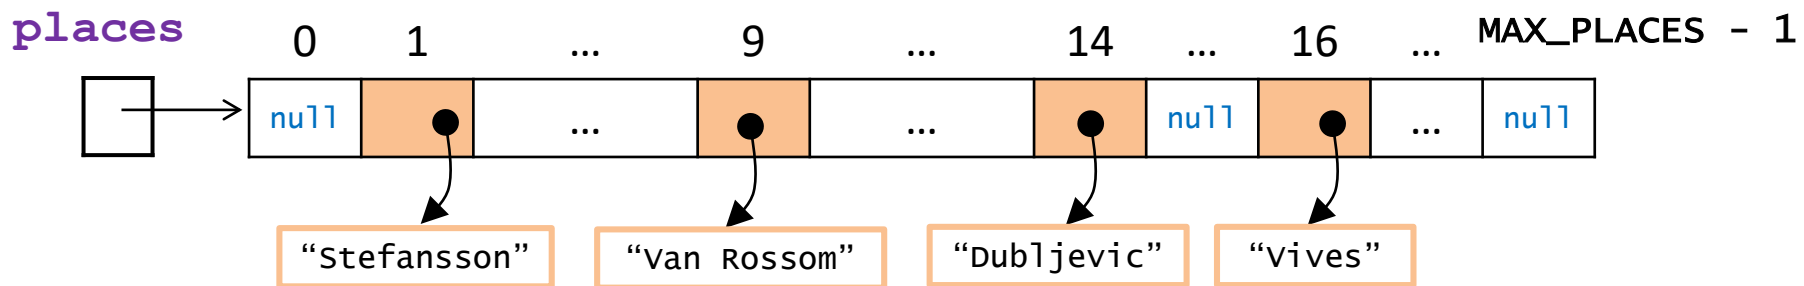 places 0 1 … 9 … 14 … 16 … MAX_PLACES - 1
null … … null … null
“Stefansson” “Van Rossom” “Dubljevic” “Vives”